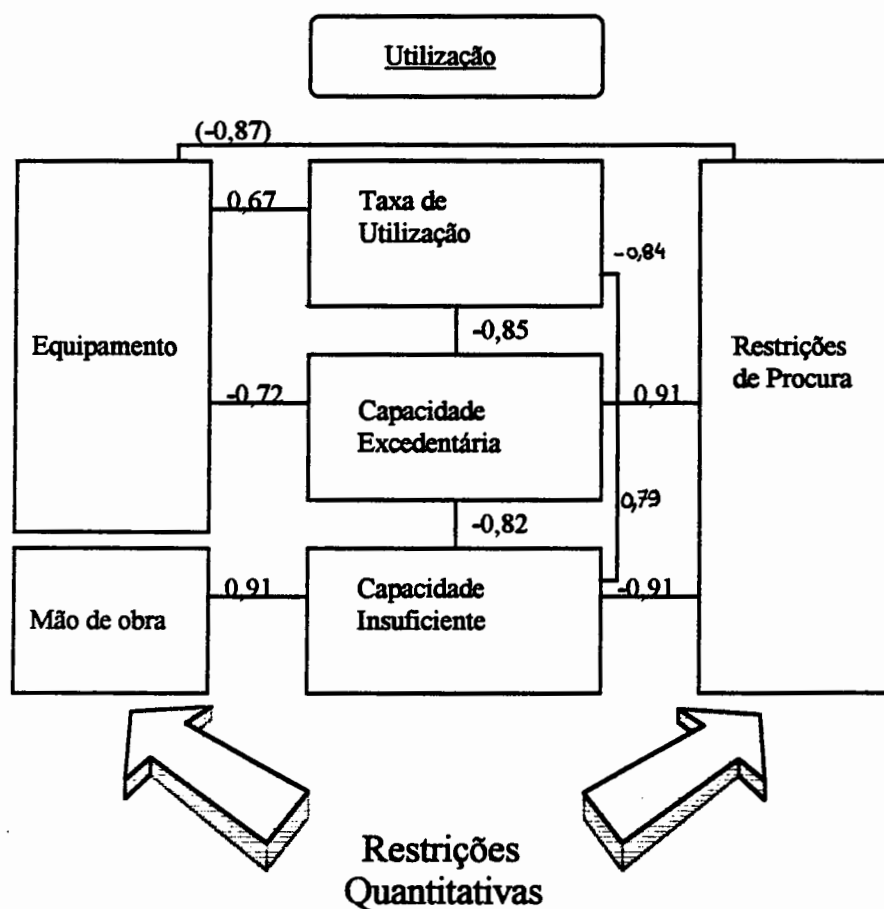 Utilização
(-0,87)
0,67
Taxa de
Utilização
-0,84
-0,85
Equipamento
Restrições
de Procura
-0,72
Capacidade
Excedentária
0,91
0,79
-0,82
Mão de obra
0,91
Capacidade
Insuficiente
-0,91
Restrições
Quantitativas